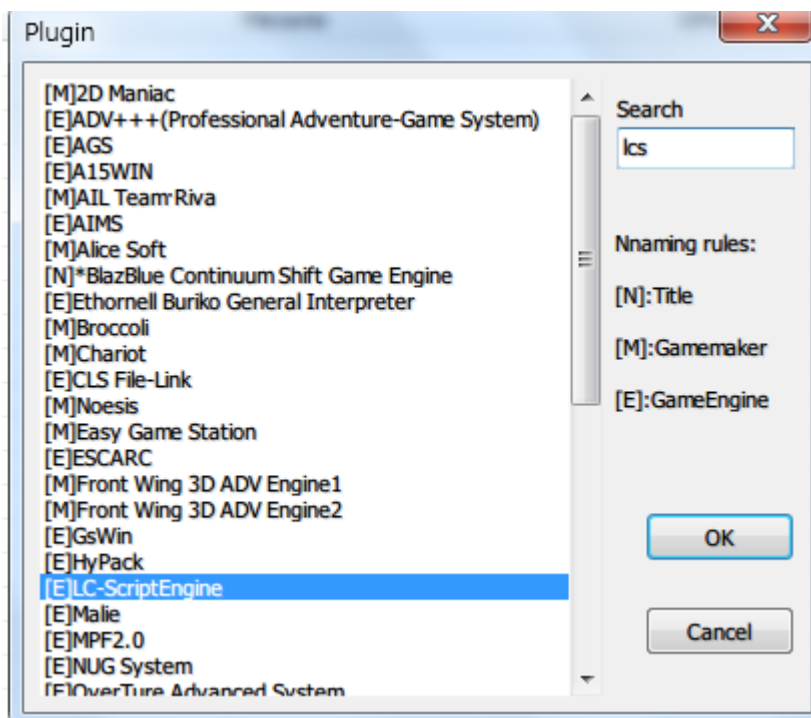 Plugin
[M]2D Maniac
[E]ADV+++(Professional Adventure-Game System)
[E]AGS
[E]A15WIN
[M]AIL Team·Riva
[E]AIMS
[M]Alice Soft
[N]*BlazBlue Continuum Shift Game Engine
[E]Ethornell Buriko General Interpreter
[M]Broccoli
[M]Chariot
[E]CLS File-Link
[M]Noesis
[M]Easy Game Station
[E]ESCARC
[M]Front Wing 3D ADV Engine1
[M]Front Wing 3D ADV Engine2
[E]GsWin
[E]HyPack
[E]LC-ScriptEngine
[E]Malie
[E]MPF2.0
[E]NUG System
[E]OverTure Advanced System
Search
lcs
Nnaming rules:
[N]:Title
[M]:Gamemaker
[E]:GameEngine
OK
Cancel